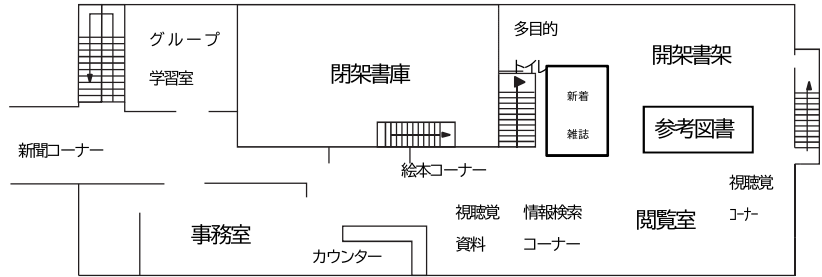 グループ
学習室
閉架書庫
多目的
トイレ
開架書架
新着
雑誌
参考図書
新聞コーナー
絵本コーナー
視聴覚
コーナー
事務室
カウンター
視聴覚
資料
情報検索
コーナー
閲覧室